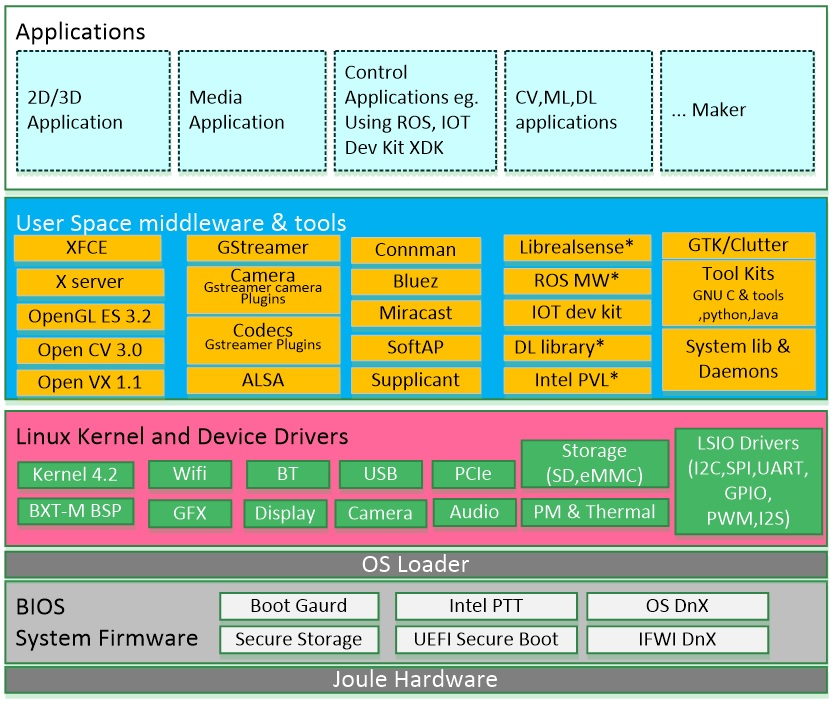 Applications
2D/3D
Application
Media
Application
Control
Applications eg.
Using ROS, IOT
Dev Kit XDK
CV,ML,DL
applications
... Maker
User Space middleware & tools
XFCE
X server
OpenGL ES 3.2
Open CV 3.0
Open VX 1.1
GStreamer
Camera
Gstreamer camera
Plugins
Codecs
Gstreamer Plugins
ALSA
Connman
Bluez
Miracast
SoftAP
Supplicant
Librealsense*
ROS MW*
IOT dev kit
DL library*
Intel PVL*
GTK/Clutter
Tool Kits
GNU C & tools
,python,Java
System lib &
Daemons
Linux Kernel and Device Drivers
Kernel 4.2
Wifi
BT
USB
PCIe
Storage
(SD,eMMC)
BXT-M BSP
GFX
Display
Camera
Audio
PM & Thermal
LSIO Drivers
(I2C,SPI,UART,
GPIO,
PWM,I2S)
OS Loader
BIOS
System Firmware
Boot Gaurd
Intel PTT
OS DnX
Secure Storage
UEFI Secure Boot
IFWI DnX
Joule Hardware